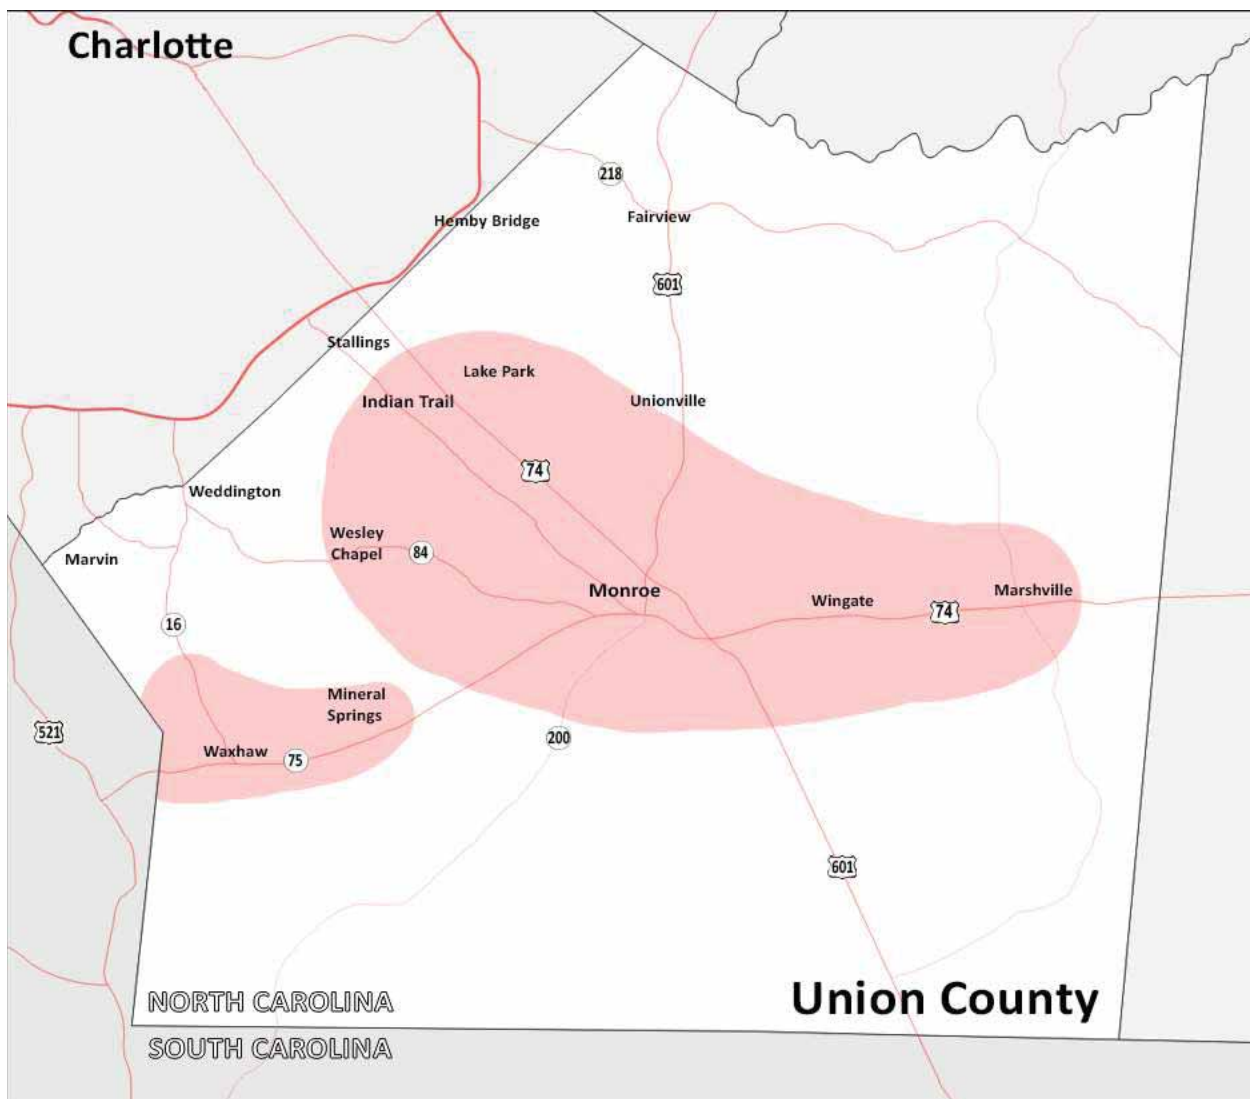 Charlotte
218
Hemby Bridge
Fairview
601
Stallings
Lake Park
Indian Trail
Unionville
74
Weddington
Wesley
Chapel
84
Marvin
Monroe
Wingate
74
Marshville
16
Mineral
Springs
521
Waxhaw
75
200
601
NORTH CAROLINA
Union County
SOUTH CAROLINA